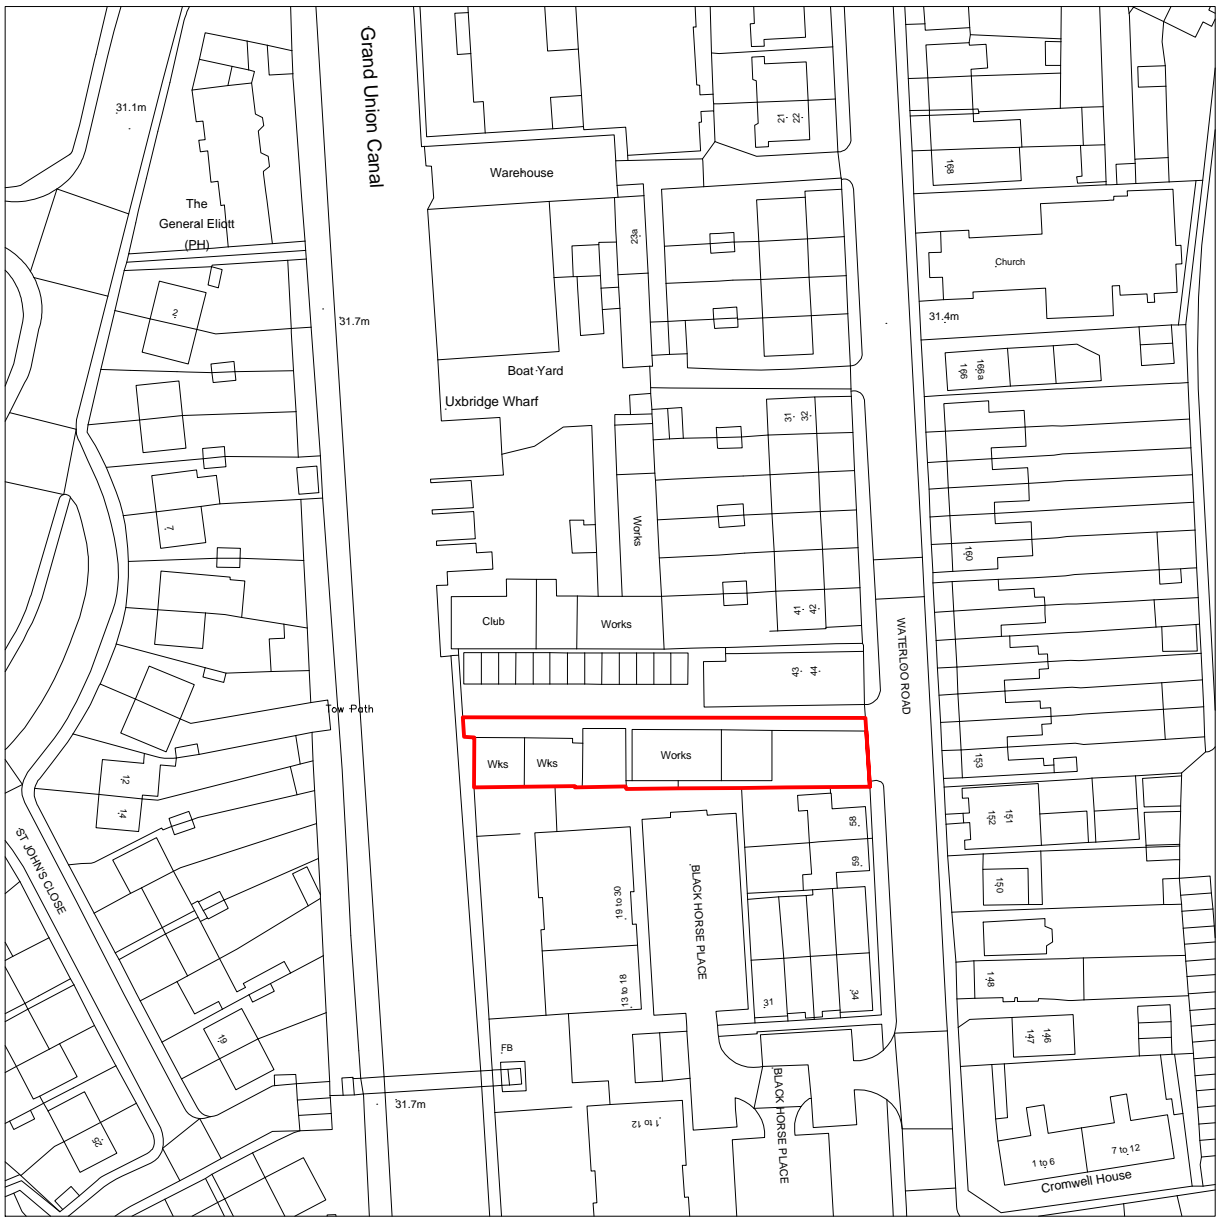 Grand Union Canal
31.1m
21
22
168
Warehouse
The
General Eliott
(PH)
23a
Church
2
31.7m
31.4m
166
166a
Boat Yard
Uxbridge Wharf
31
32
7
Works
160
Club
Works
41
42
WATERLOO ROAD
43
44
Tow Path
Wks
Wks
Works
153
12
14
58
59
152
151
ST JOHN'S CLOSE
19 to 30
BLACK HORSE PLACE
150
13 to 18
31
34
148
19
FB
147
146
31.7m
BLACK HORSE PLACE
1 to 12
25
1 to 6
7 to 12
Cromwell House